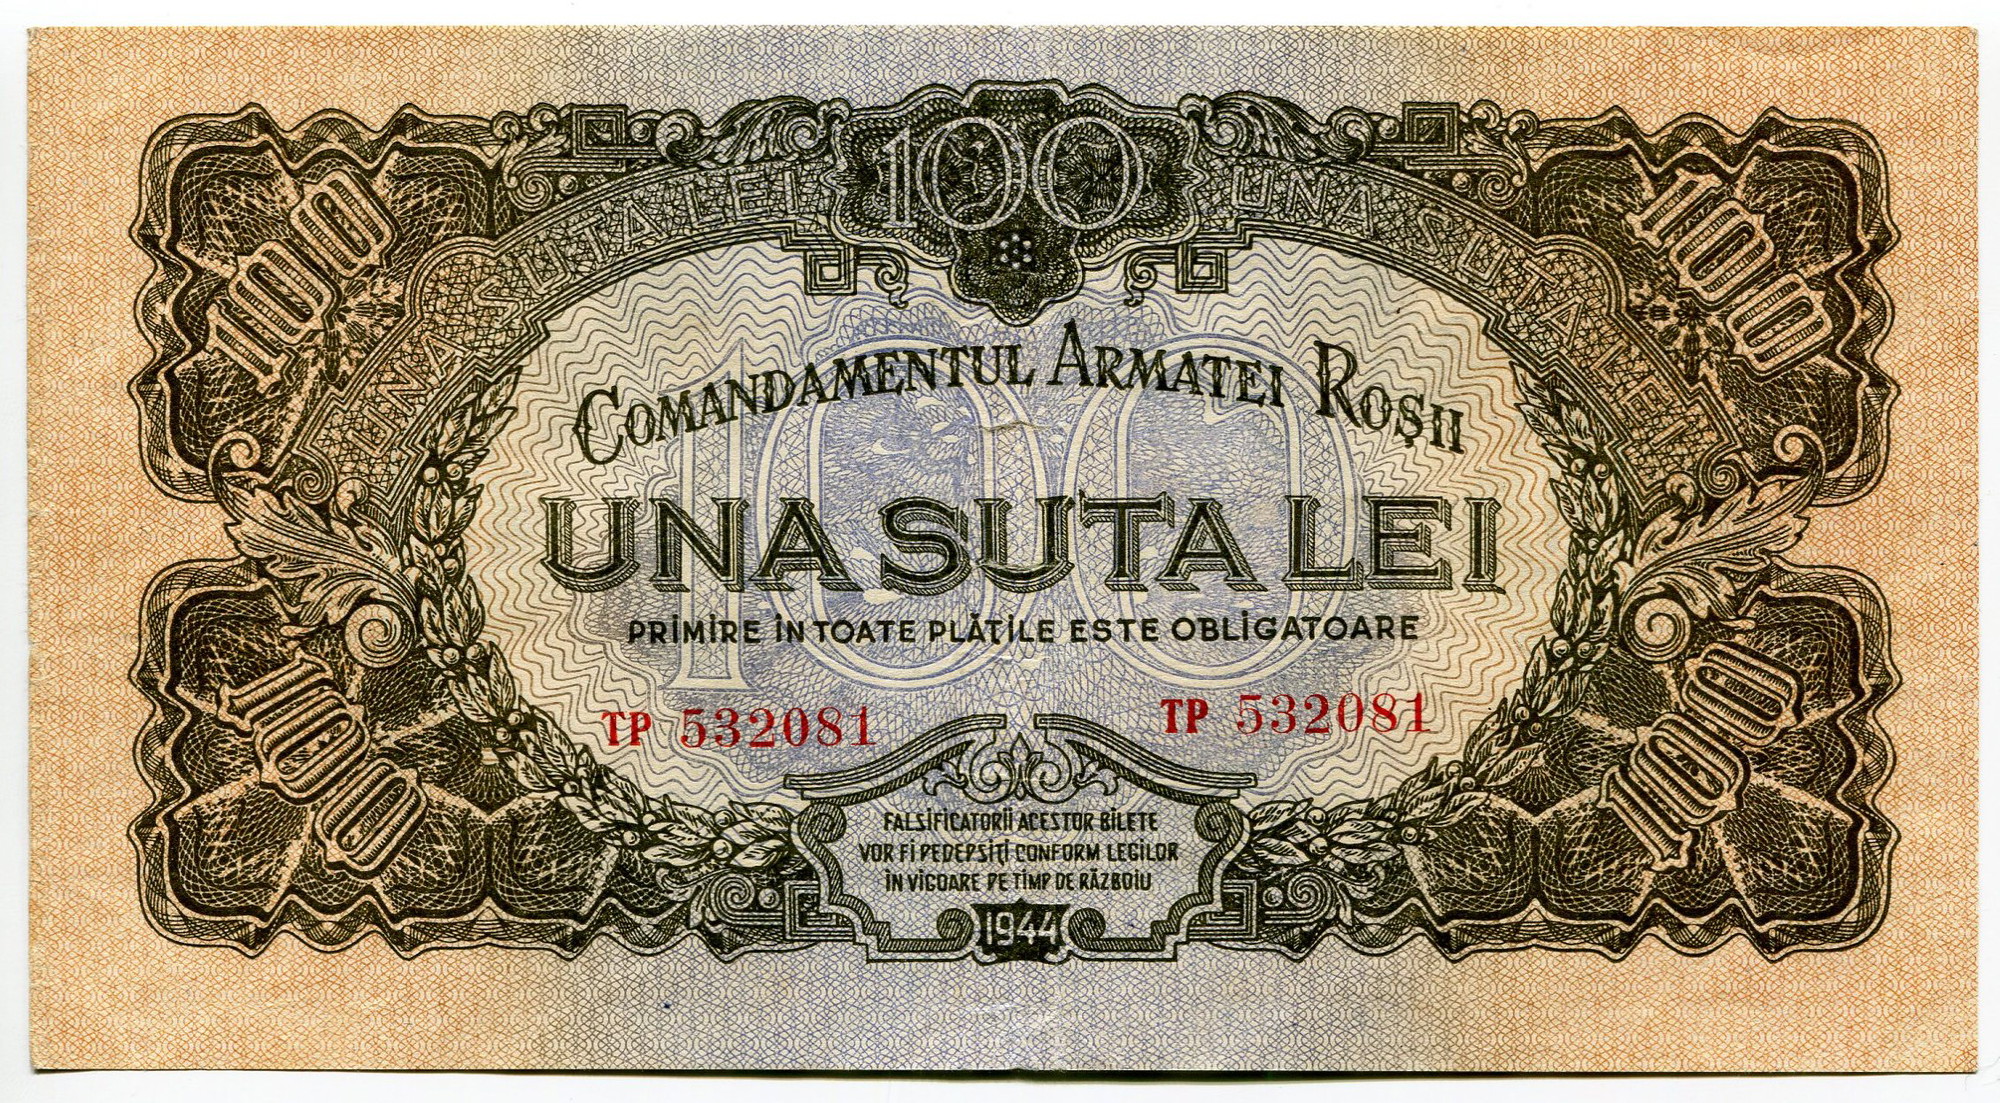 100
UNA SUTA LEI
UNA SUTA LEI
100
100
COMANDAMENTUL ARMATEI ROȘII
100
UNA SUTA LEI
PRIMIRE ÎN TOATE PLĂȚILE ESTE OBLIGATOARE
TP 532081
TP 532081
100
100
FALSIFICATORII ACESTOR BILETE
VOR FI PEDEPSIȚI CONFORM LEGILOR
ÎN VIGOARE PE TIMP DE RĂZBOIU
1944